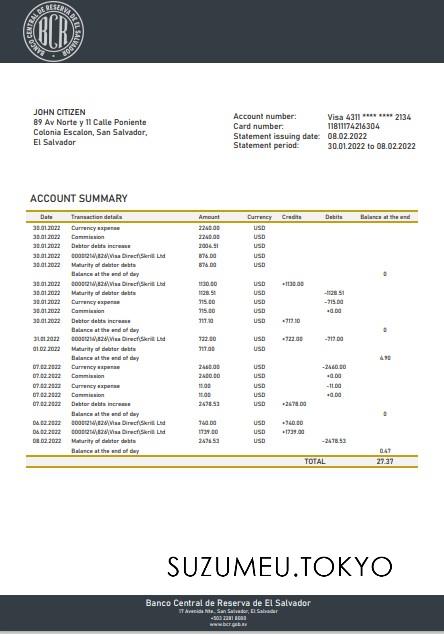 BANCO CENTRAL DE RESERVA DE EL SALVADOR
BCR
JOHN CITIZEN
89 Av Norte y 11 Calle Poniente
Colonia Escalon, San Salvador,
El Salvador
Account number: Visa 4311 **** **** 2134
Card number: 11811174216304
Statement issuing date: 08.02.2022
Statement period: 30.01.2022 to 08.02.2022
ACCOUNT SUMMARY
Date Transaction details Amount Currency Credits Debits Balance at the end
30.01.2022 Currency expense 2240.00 USD
30.01.2022 Commission 2240.00 USD
30.01.2022 Debtor debts increase 2004.51 USD
30.01.2022 00001214\826\Visa Direct\Skrill Ltd 876.00 USD
30.01.2022 Maturity of debtor debts 876.00 USD
Balance at the end of day 0
30.01.2022 00001214\826\Visa Direct\Skrill Ltd 1130.00 USD +1130.00
30.01.2022 Maturity of debtor debts 1128.51 USD -1128.51
30.01.2022 Currency expense 715.00 USD -715.00
30.01.2022 Commission 715.00 USD +0.00
30.01.2022 Debtor debts increase 717.10 USD +717.10
Balance at the end of day 0
31.01.2022 00001214\826\Visa Direct\Skrill Ltd 722.00 USD +722.00 -717.00
01.02.2022 Maturity of debtor debts 717.00 USD
Balance at the end of day 4.90
07.02.2022 Currency expense 2460.00 USD -2460.00
07.02.2022 Commission 2400.00 USD +0.00
07.02.2022 Currency expense 11.00 USD -11.00
07.02.2022 Commission 11.00 USD +0.00
07.02.2022 Debtor debts increase 2478.53 USD +2478.00
Balance at the end of day 0
06.02.2022 00001214\826\Visa Direct\Skrill Ltd 740.00 USD +740.00
06.02.2022 00001214\826\Visa Direct\Skrill Ltd 1739.00 USD +1739.00
08.02.2022 Maturity of debtor debts 2476.53 USD -2478.53
Balance at the end of day 0.47
TOTAL 27.37
SUZUMEU.TOKYO
Banco Central de Reserva de El Salvador
17 Avenida Nte., San Salvador, El Salvador
+503 2281 8000
www.bcr.gob.sv